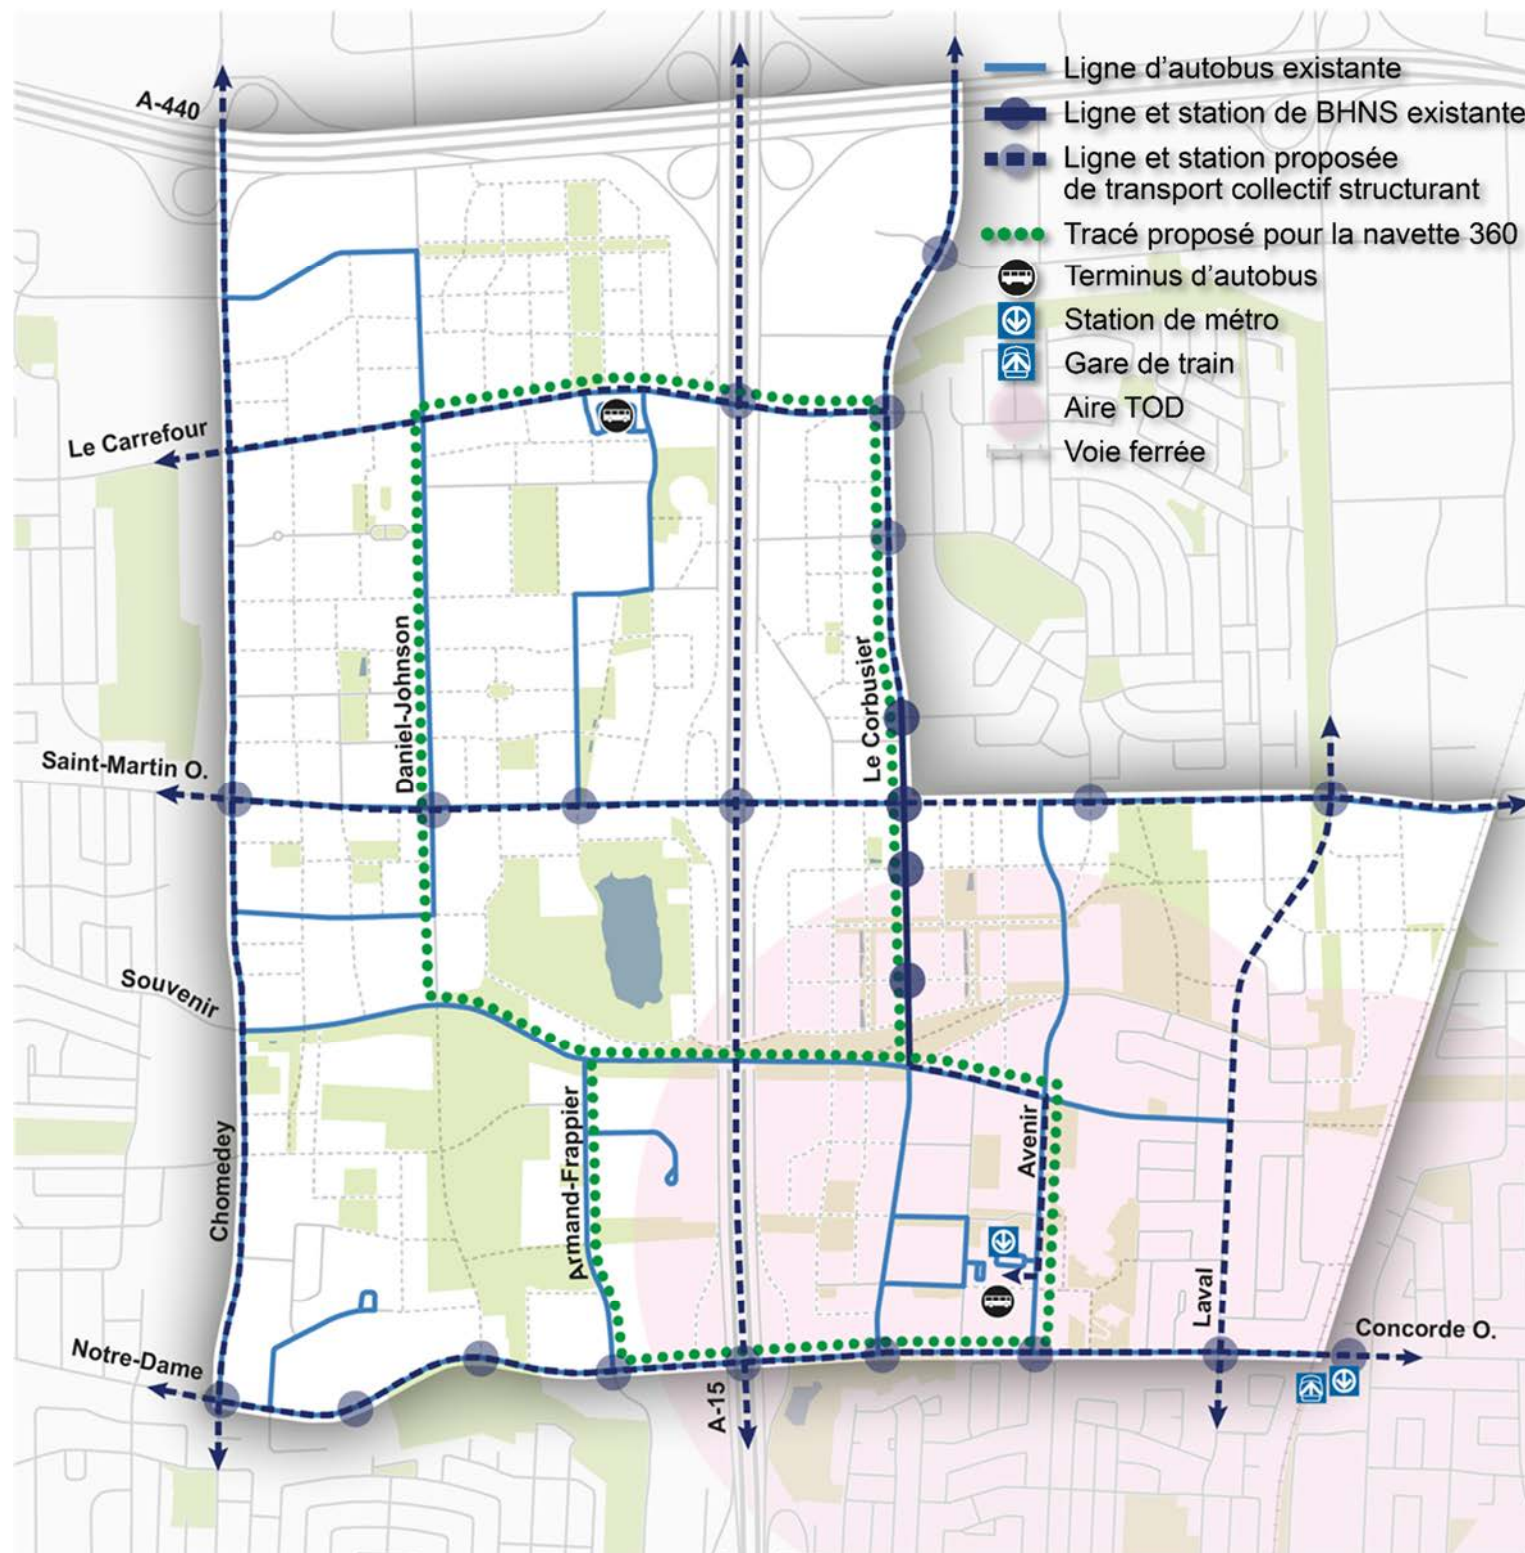 Ligne d'autobus existante
Ligne et station de BHNS existante
Ligne et station proposée
de transport collectif structurant
Tracé proposé pour la navette 360
Terminus d'autobus
Station de métro
Gare de train
Aire TOD
Voie ferrée
A-440
Le Carrefour
Daniel-Johnson
Le Corbusier
Saint-Martin O.
Souvenir
Chomedey
Armand-Frappier
Avenir
Laval
Concorde O.
Notre-Dame
A-15